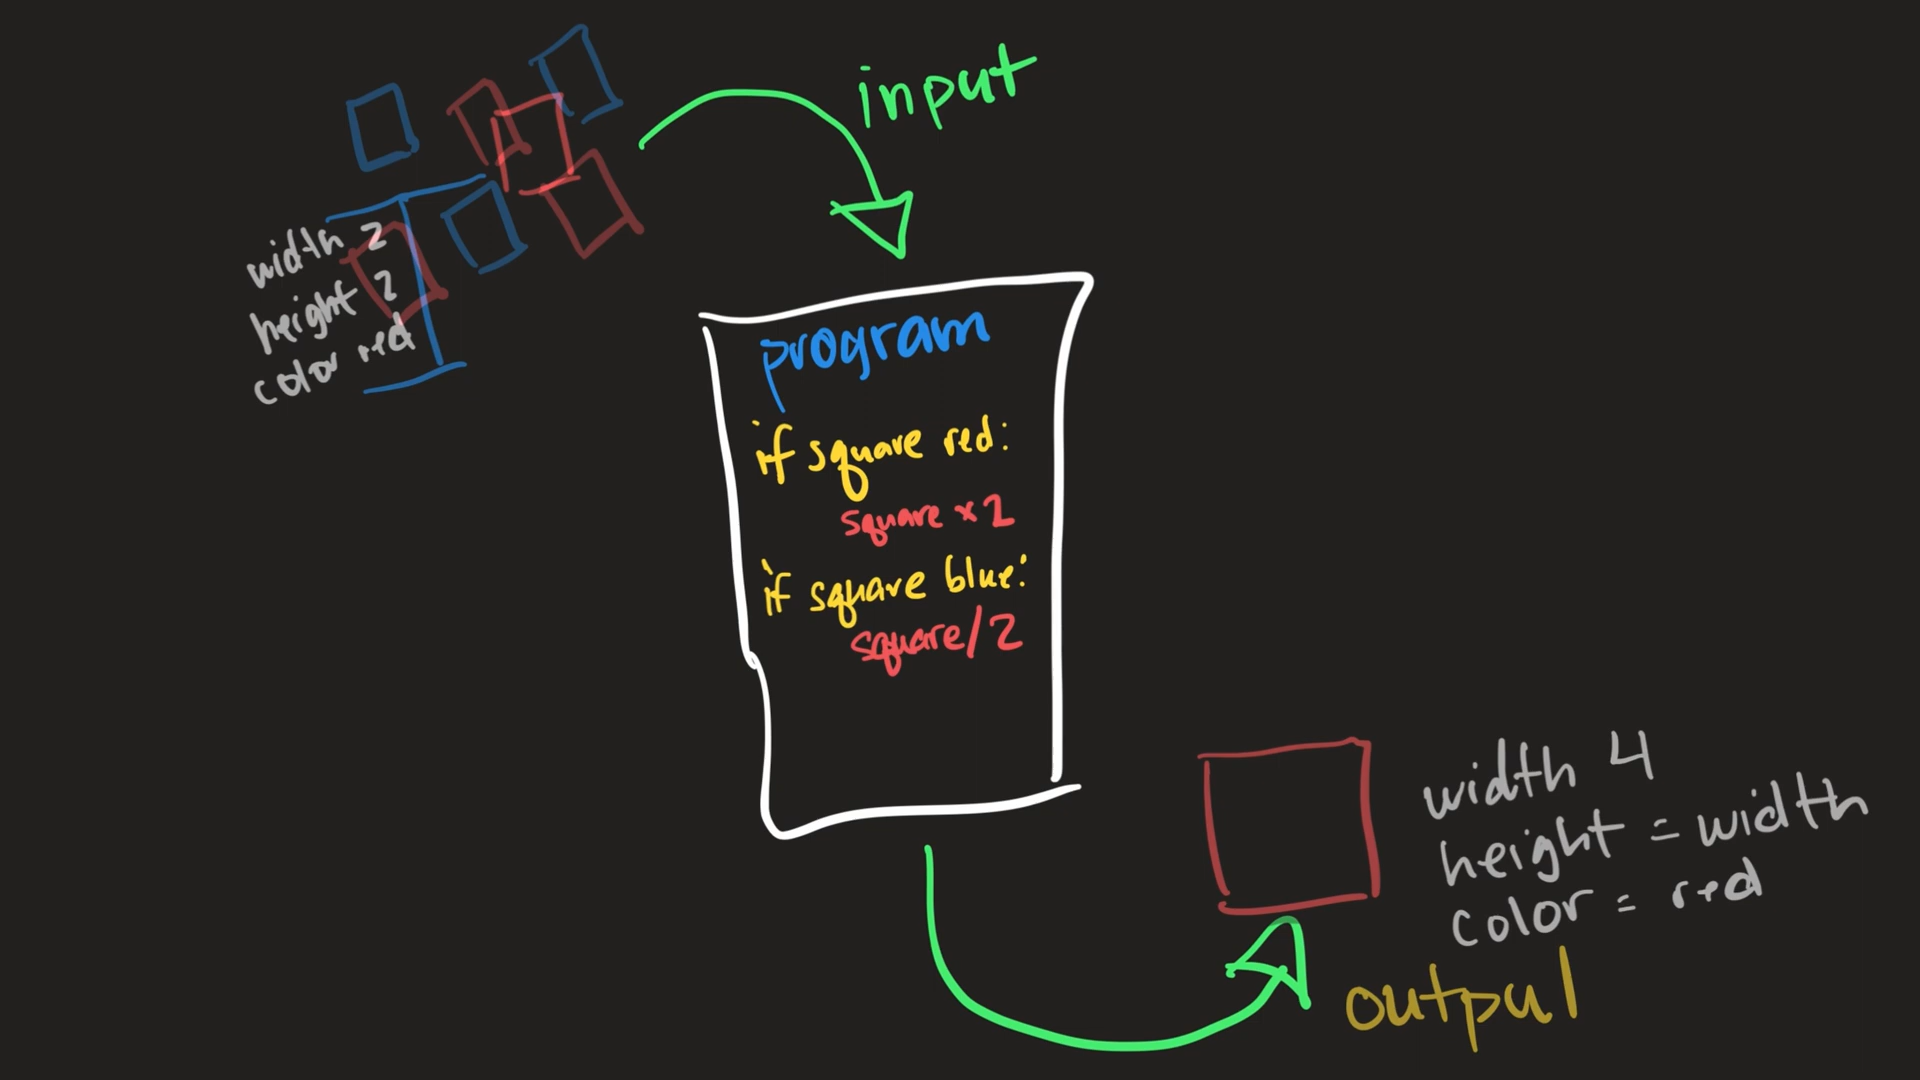 input
width 2
height 2
color red
program
if square red:
square x 2
if square blue:
square/2
width 4
height = width
color = red
outpul